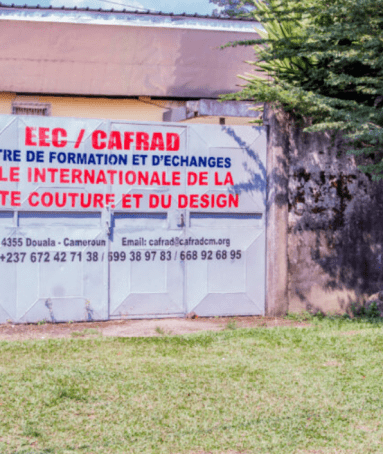 EEC / CAFRAD
TRE DE FORMATION ET D'ECHANGES
LE INTERNATIONALE DE LA
TE COUTURE ET DU DESIGN
4355 Douala - Cameroun Email: cafrad@cafradcm.org
+237 672 42 71 38 / 699 38 97 83 / 668 92 68 95